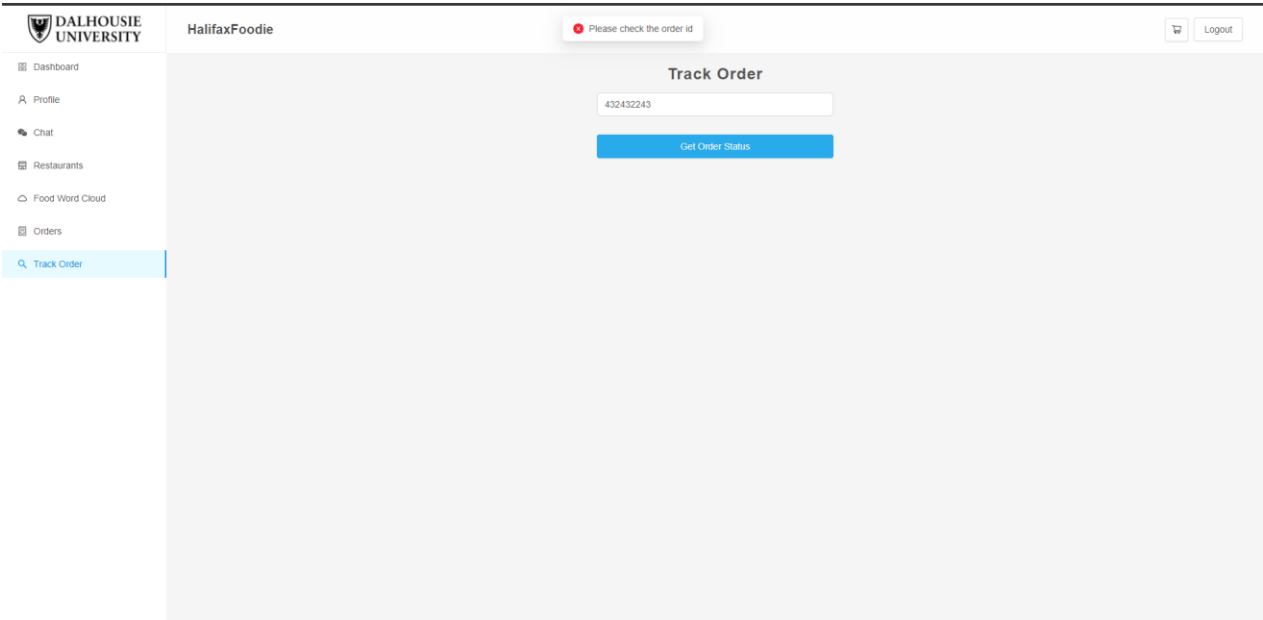 DALHOUSIE
UNIVERSITY
HalifaxFoodie
Please check the order id
Logout
Dashboard
Profile
Chat
Restaurants
Food Word Cloud
Orders
Track Order
Track Order
432432243
Get Order Status